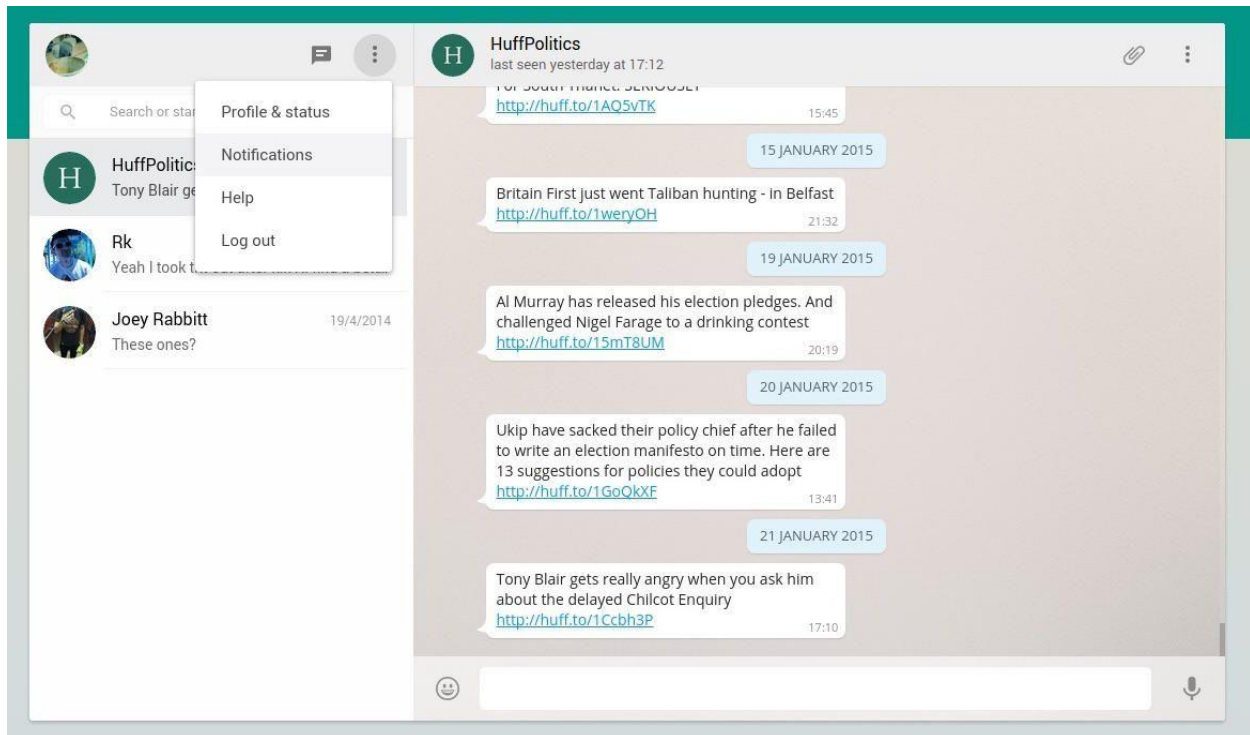 Search or star
Profile & status
Notifications
Help
Log out
H
HuffPolitics
Tony Blair ge
Rk
Yeah I took
Joey Rabbitt
19/4/2014
These ones?
H
HuffPolitics
last seen yesterday at 17:12
http://huff.to/1AQ5vTK
15:45
15 JANUARY 2015
Britain First just went Taliban hunting - in Belfast
http://huff.to/1weryOH
21:32
19 JANUARY 2015
Al Murray has released his election pledges. And
challenged Nigel Farage to a drinking contest
http://huff.to/15mT8UM
20:19
20 JANUARY 2015
Ukip have sacked their policy chief after he failed
to write an election manifesto on time. Here are
13 suggestions for policies they could adopt
http://huff.to/1GoQkXF
13:41
21 JANUARY 2015
Tony Blair gets really angry when you ask him
about the delayed Chilcot Enquiry
http://huff.to/1Ccbh3P
17:10